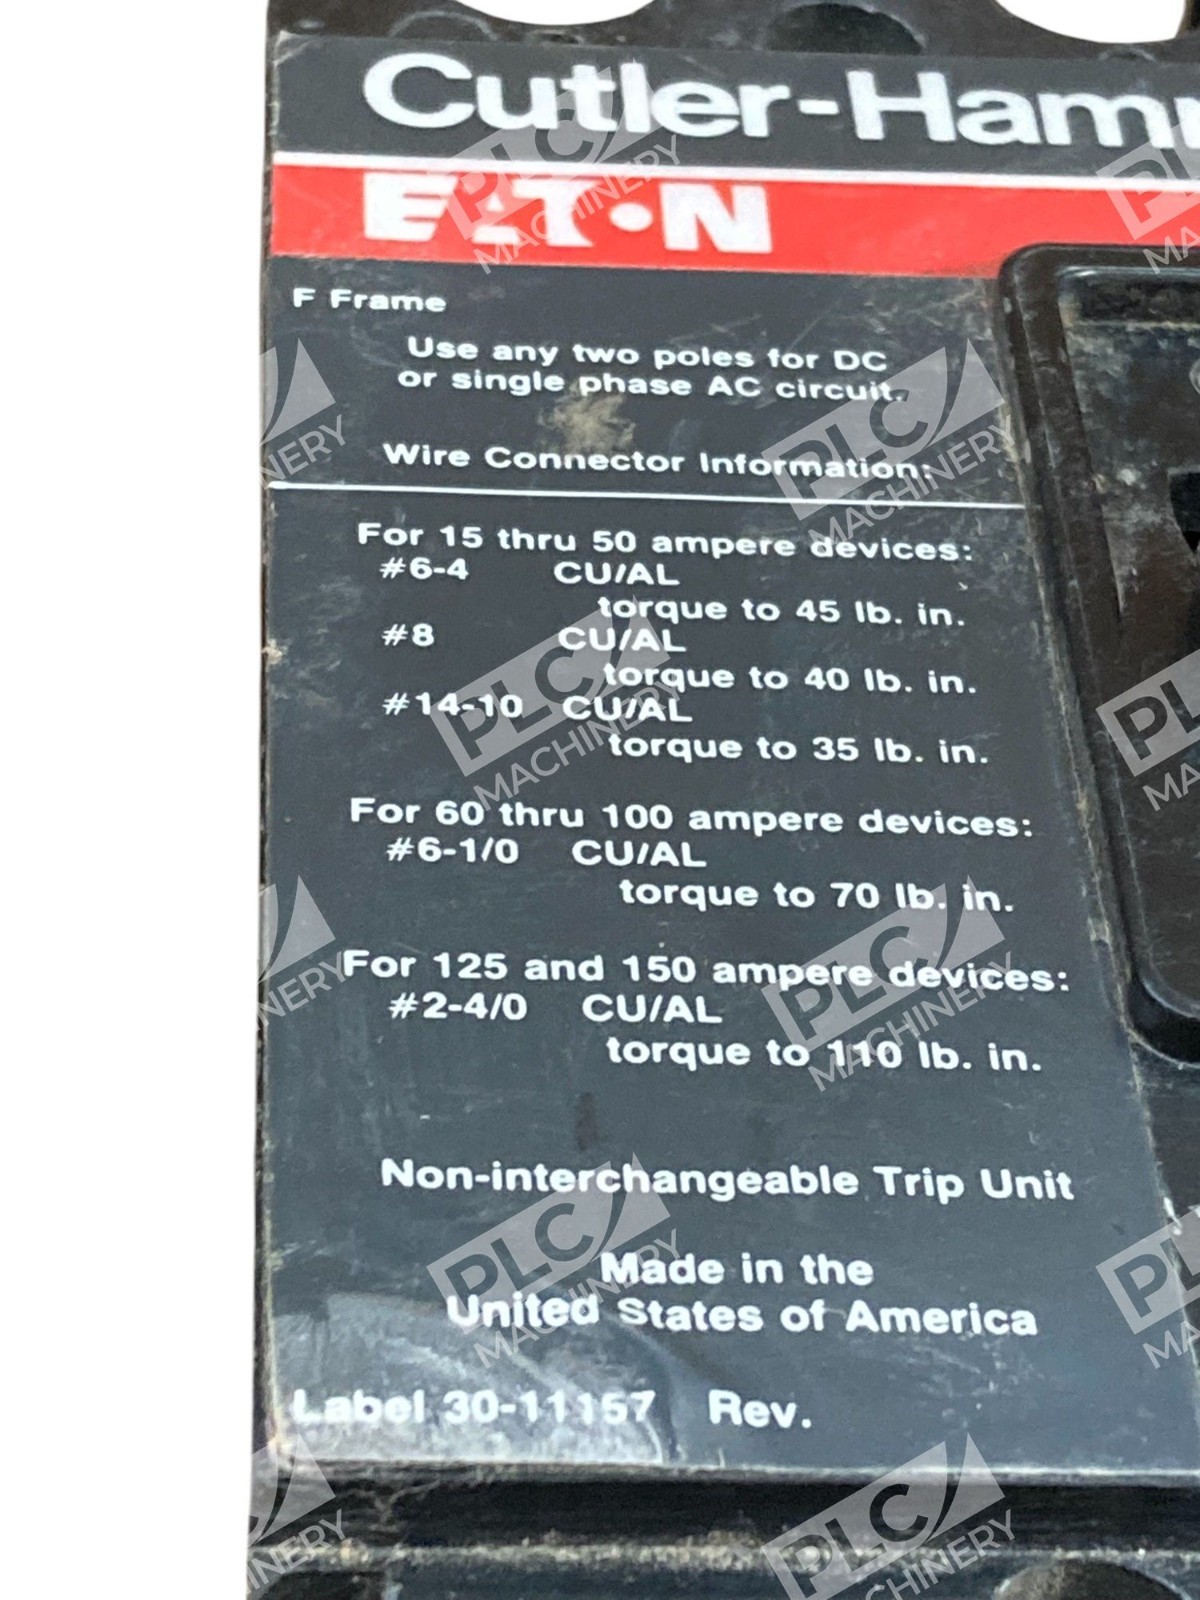 Cutler-Ham
EATON
F Frame
Use any two poles for DC
or single phase AC circuit.
Wire Connector Information:
For 15 thru 50 ampere devices:
#6-4 CU/AL
torque to 45 lb. in.
#8 CU/AL
torque to 40 lb. in.
#14-10 CU/AL
torque to 35 lb. in.
For 60 thru 100 ampere devices:
#6-1/0 CU/AL
torque to 70 lb. in.
For 125 and 150 ampere devices:
#2-4/0 CU/AL
torque to 110 lb. in.
Non-interchangeable Trip Unit
Made in the
United States of America
Label 30-11157 Rev.
PLC MACHINERY